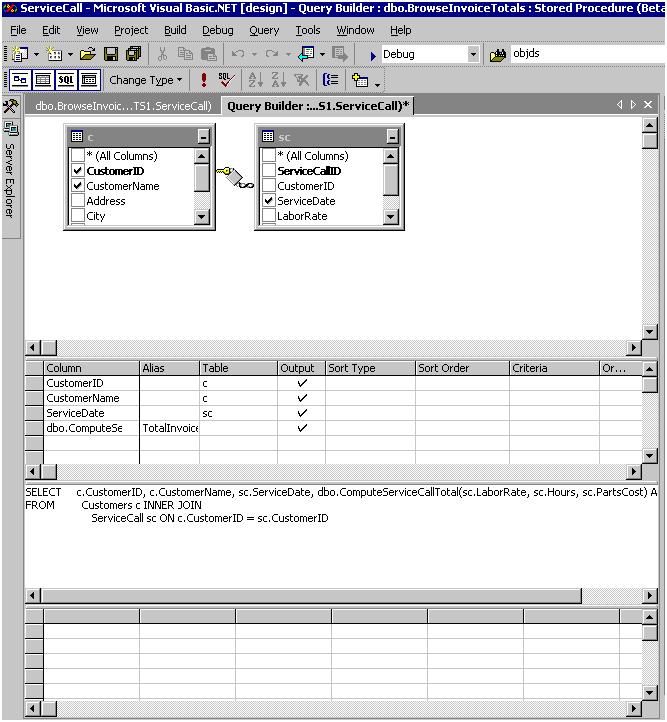 ServiceCall - Microsoft Visual Basic.NET [design] - Query Builder : dbo.BrowseInvoiceTotals : Stored Procedure (Beta
File Edit View Project Build Debug Query Tools Window Help
Debug objds
SQL Change Type SQL
dbo.BrowseInvoic...TS1.ServiceCall) Query Builder :...S1.ServiceCall)*
Server Explorer
c
* (All Columns)
CustomerID
CustomerName
Address
City
sc
* (All Columns)
ServiceCallID
CustomerID
ServiceDate
LaborRate
Column Alias Table Output Sort Type Sort Order Criteria Or...
CustomerID c
CustomerName c
ServiceDate sc
dbo.ComputeSe TotalInvoice
SELECT c.CustomerID, c.CustomerName, sc.ServiceDate, dbo.ComputeServiceCallTotal(sc.LaborRate, sc.Hours, sc.PartsCost) A
FROM Customers c INNER JOIN
ServiceCall sc ON c.CustomerID = sc.CustomerID